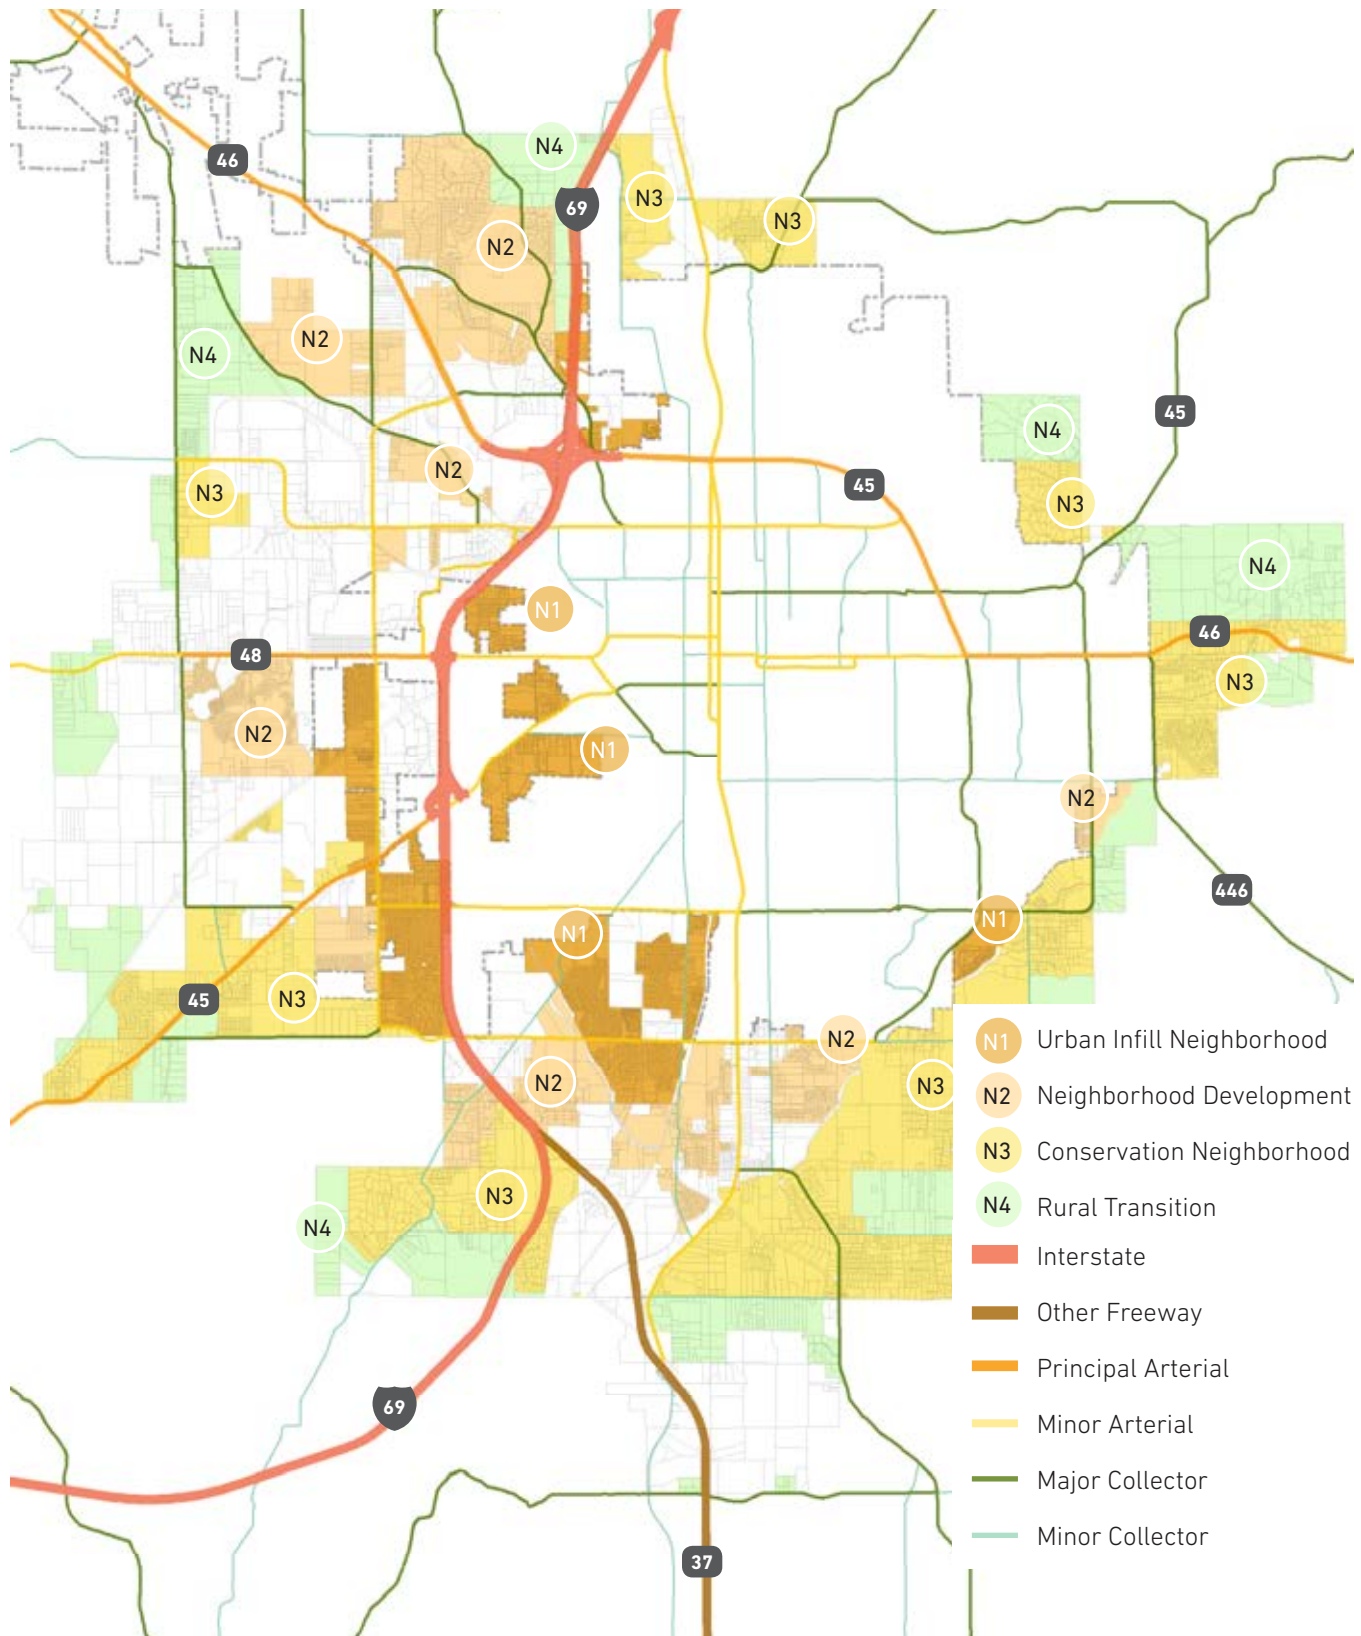 N4
46
N3
69
N3
N2
N2
N4
45
N4
N2
45
N3
N3
N4
N1
46
48
N3
N2
N1
N2
446
N1
N1
N3
45
N2
N2
N3
N3
N4
69
37
N1 Urban Infill Neighborhood
N2 Neighborhood Development
N3 Conservation Neighborhood
N4 Rural Transition
Interstate
Other Freeway
Principal Arterial
Minor Arterial
Major Collector
Minor Collector